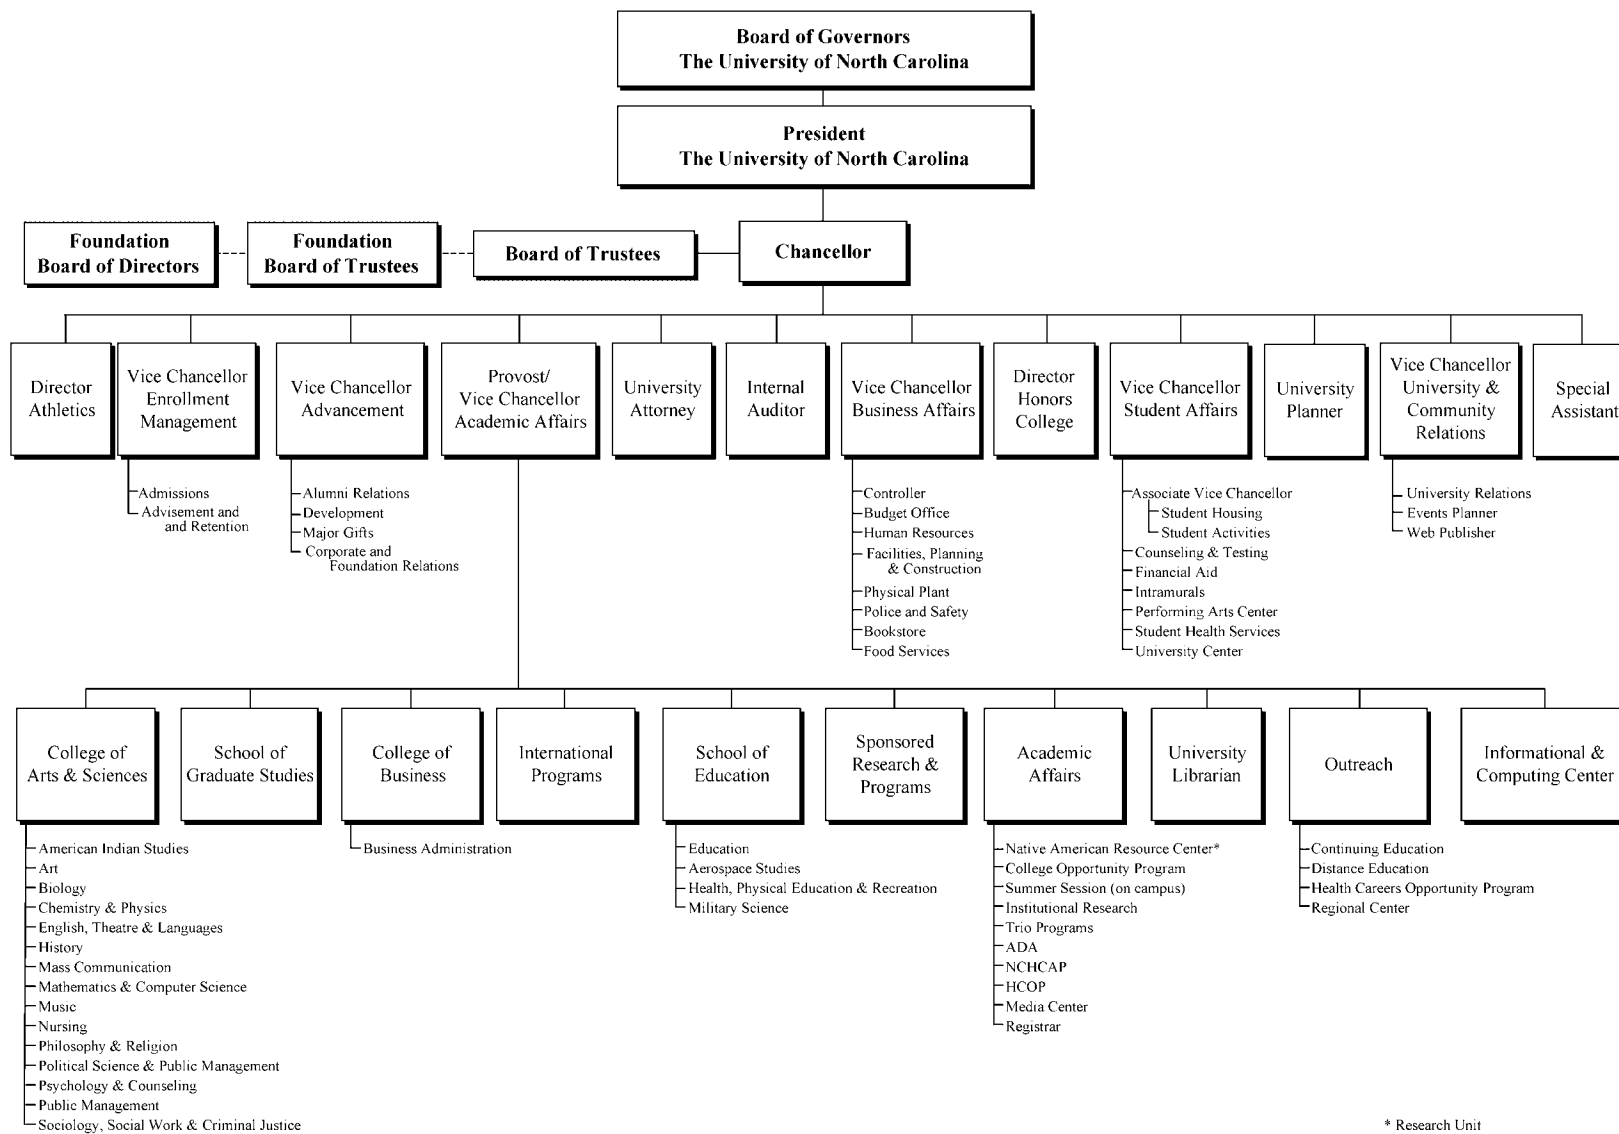 Board of Governors
The University of North Carolina
President
The University of North Carolina
Foundation
Board of Directors
Foundation
Board of Trustees
Board of Trustees
Chancellor
Director
Athletics
Vice Chancellor
Enrollment
Management
Vice Chancellor
Advancement
Provost/
Vice Chancellor
Academic Affairs
University
Attorney
Internal
Auditor
Vice Chancellor
Business Affairs
Director
Honors
College
Vice Chancellor
Student Affairs
University
Planner
Vice Chancellor
University &
Community
Relations
Special
Assistant
Admissions
Advisement and
and Retention
Alumni Relations
Development
Major Gifts
Corporate and
Foundation Relations
Controller
Budget Office
Human Resources
Facilities, Planning
& Construction
Physical Plant
Police and Safety
Bookstore
Food Services
Associate Vice Chancellor
Student Housing
Student Activities
Counseling & Testing
Financial Aid
Intramurals
Performing Arts Center
Student Health Services
University Center
University Relations
Events Planner
Web Publisher
College of
Arts & Sciences
School of
Graduate Studies
College of
Business
International
Programs
School of
Education
Sponsored
Research &
Programs
Academic
Affairs
University
Librarian
Outreach
Informational &
Computing Center
American Indian Studies
Art
Biology
Chemistry & Physics
English, Theatre & Languages
History
Mass Communication
Mathematics & Computer Science
Music
Nursing
Philosophy & Religion
Political Science & Public Management
Psychology & Counseling
Public Management
Sociology, Social Work & Criminal Justice
Business Administration
Education
Aerospace Studies
Health, Physical Education & Recreation
Military Science
Native American Resource Center*
College Opportunity Program
Summer Session (on campus)
Institutional Research
Trio Programs
ADA
NCHCAP
HCOP
Media Center
Registrar
Continuing Education
Distance Education
Health Careers Opportunity Program
Regional Center
* Research Unit